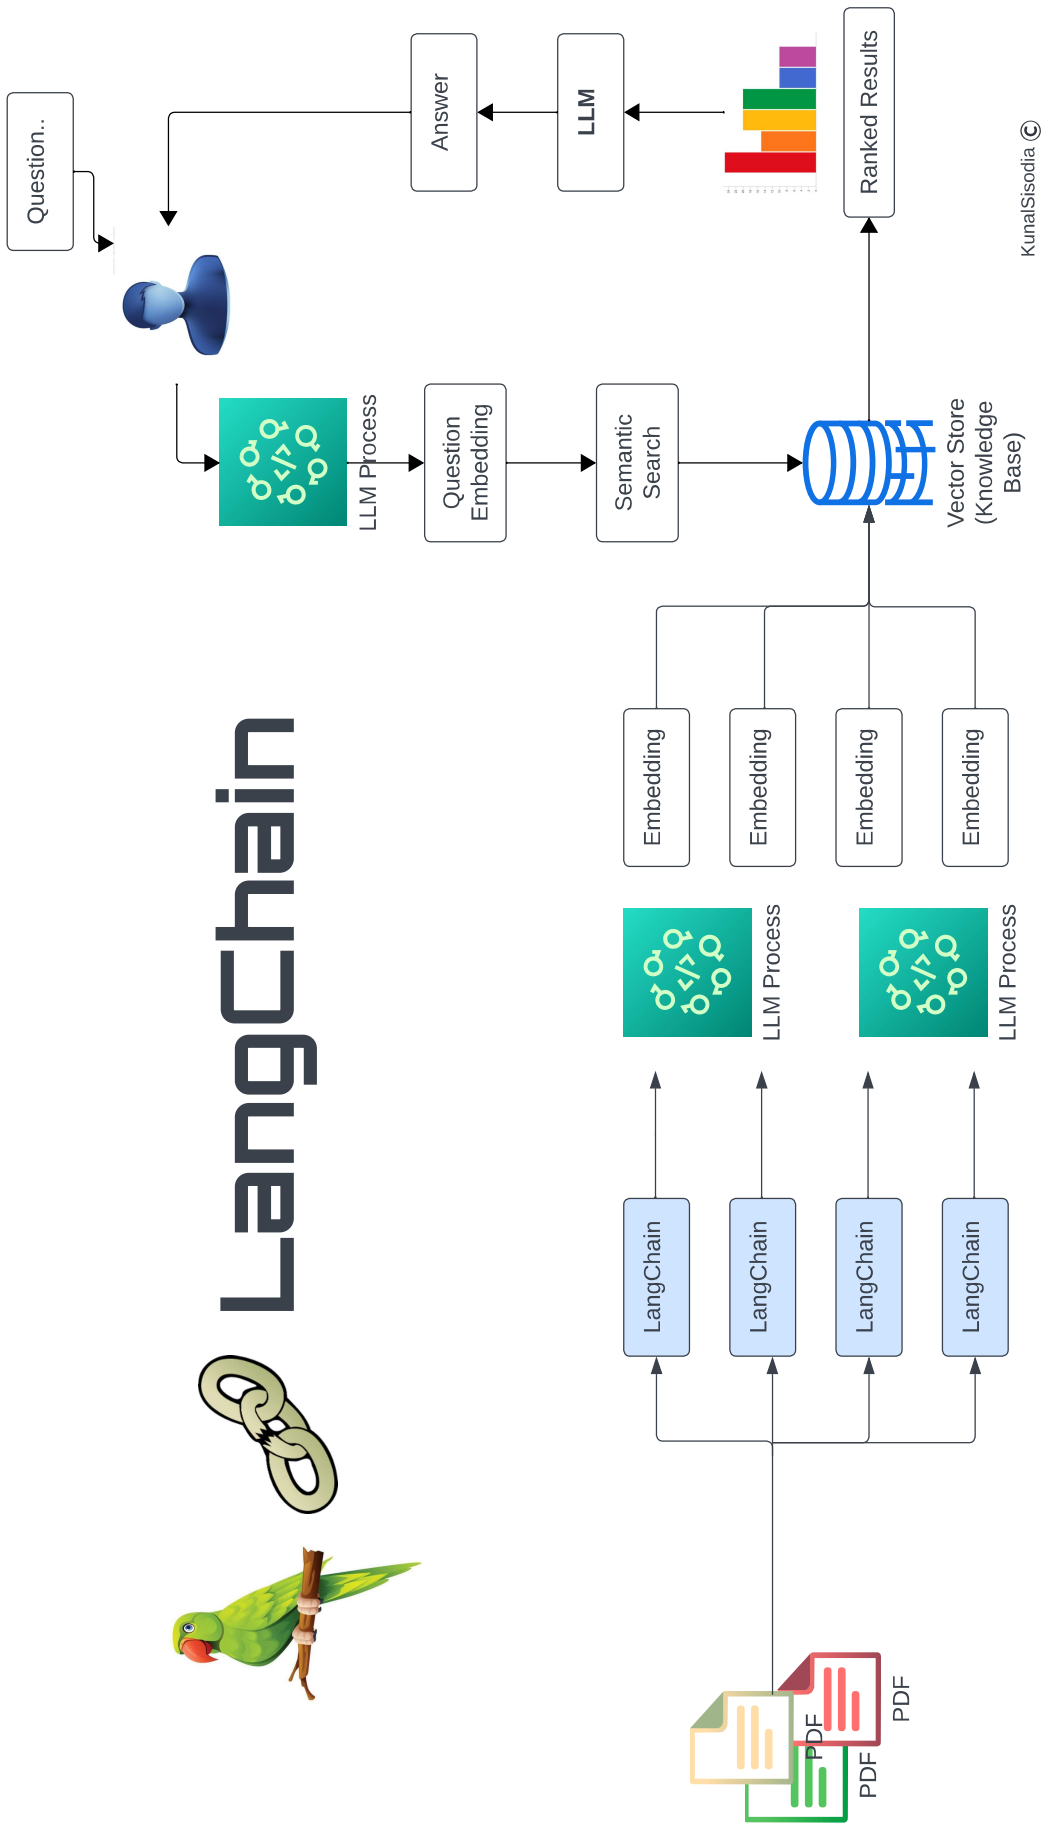 LangChain
Question..
Answer
LLM
Ranked Results
LLM Process
Question
Embedding
Semantic
Search
Vector Store
(Knowledge
Base)
Embedding
Embedding
Embedding
Embedding
LLM Process
LLM Process
LangChain
LangChain
LangChain
LangChain
PDF
PDF
PDF
KunalSisodia ©